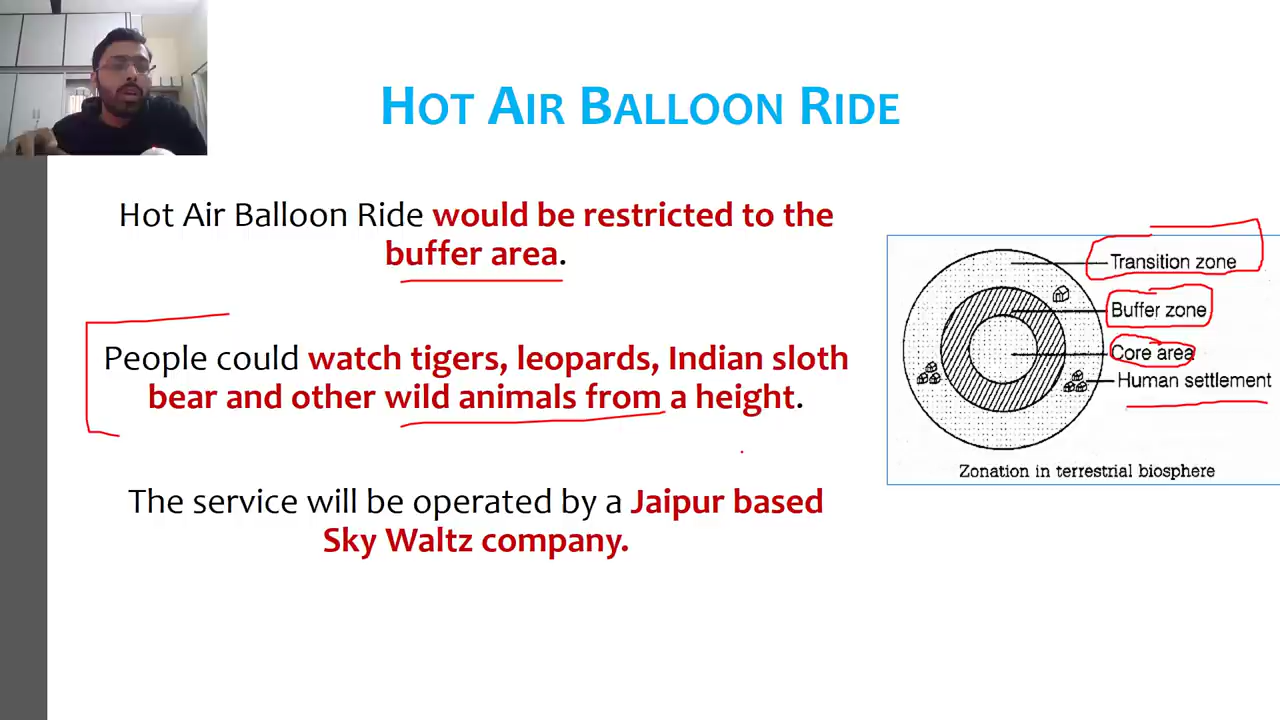 HOT AIR BALLOON RIDE
Hot Air Balloon Ride would be restricted to the
buffer area.
People could watch tigers, leopards, Indian sloth
bear and other wild animals from a height.
The service will be operated by a Jaipur based
Sky Waltz company.
Transition zone
Buffer zone
Core area
Human settlement
Zonation in terrestrial biosphere